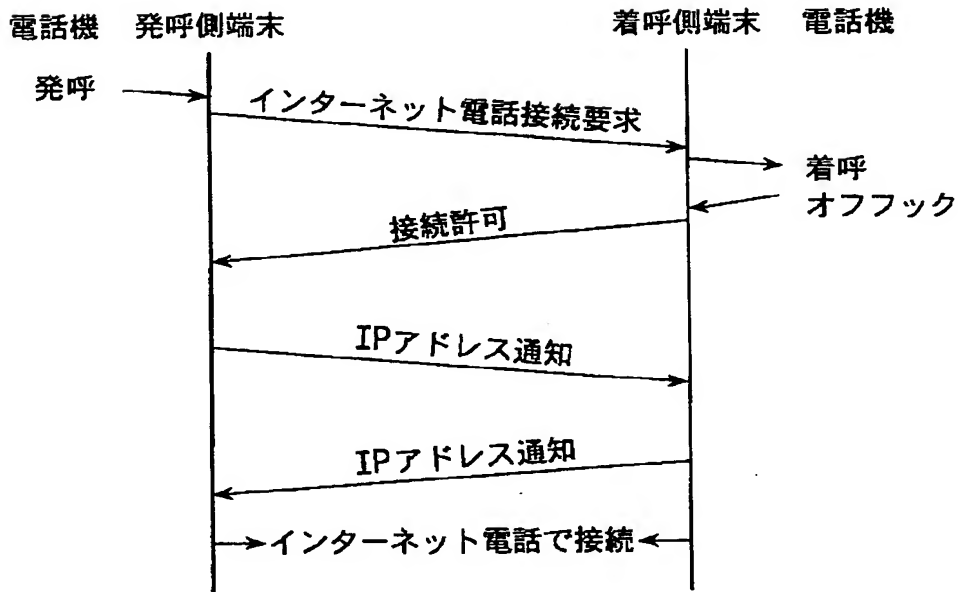 電話機 発呼側端末 着呼側端末 電話機
発呼
インターネット電話接続要求
着呼
オフフック
接続許可
IPアドレス通知
IPアドレス通知
インターネット電話で接続